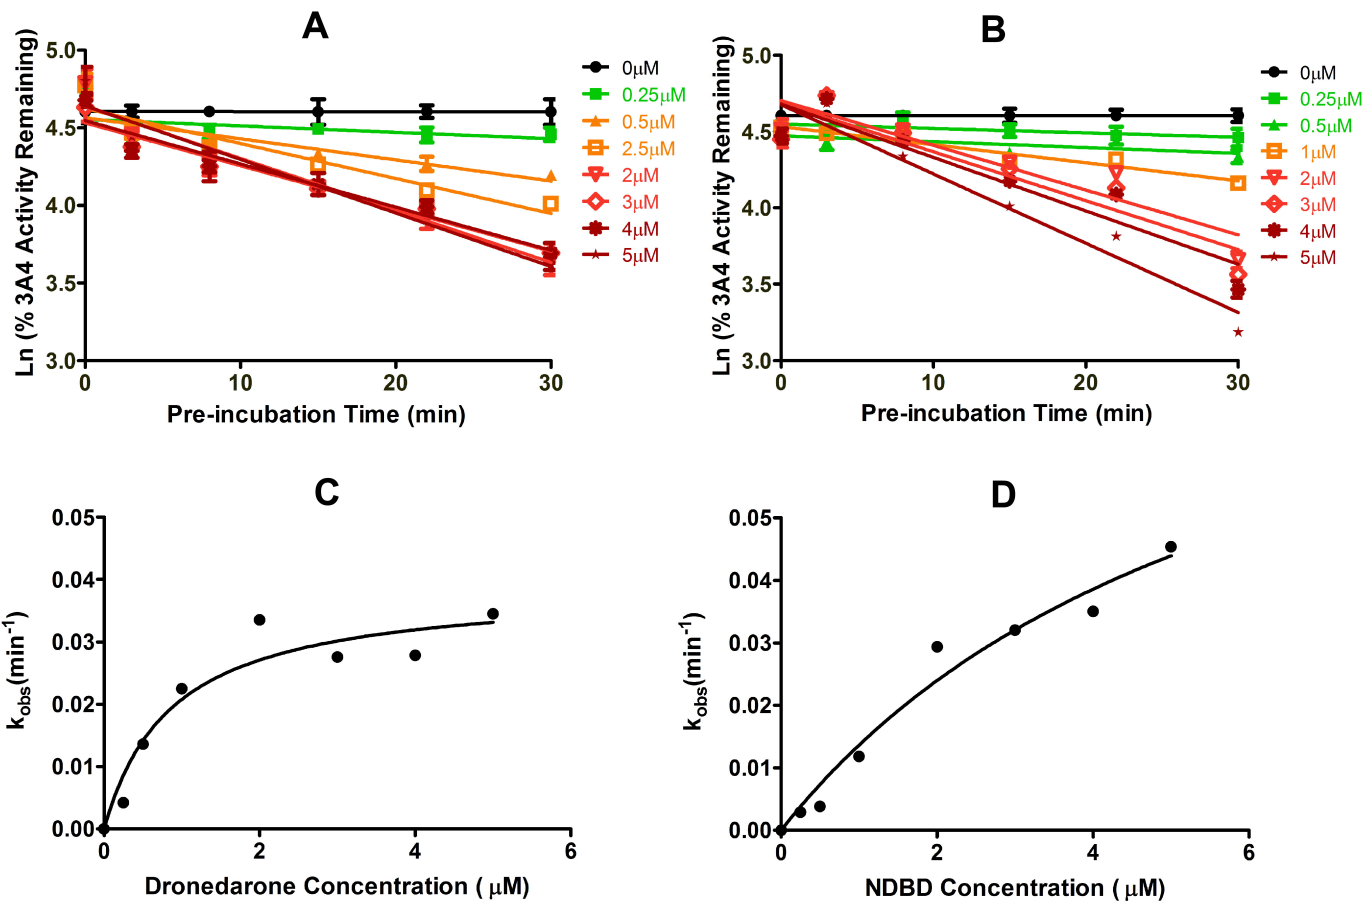 A
Ln (% 3A4 Activity Remaining)
5.0
4.5
4.0
3.5
3.0
0
10
20
30
Pre-incubation Time (min)
0μM
0.25μM
0.5μM
2.5μM
2μM
3μM
4μM
5μM
B
Ln (% 3A4 Activity Remaining)
5.0
4.5
4.0
3.5
3.0
0
10
20
30
Pre-incubation Time (min)
0μM
0.25μM
0.5μM
1μM
2μM
3μM
4μM
5μM
C
kobs(min-1)
0.05
0.04
0.03
0.02
0.01
0.00
0
2
4
6
Dronedarone Concentration ( μM)
D
kobs(min-1)
0.05
0.04
0.03
0.02
0.01
0.00
0
2
4
6
NDBD Concentration ( μM)